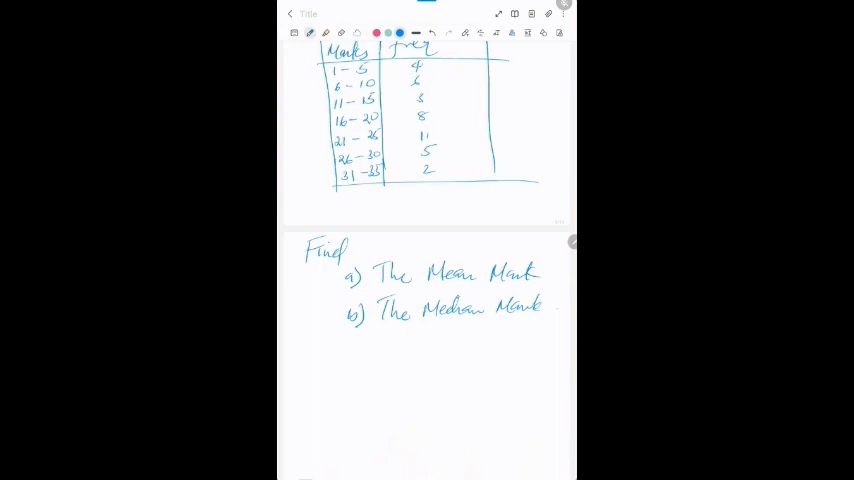 Title
Marks Freq
1 - 5 4
6 - 10 6
11 - 15 3
16 - 20 8
21 - 25 11
26 - 30 5
31 - 35 2
Find
a) The Mean Mark
b) The Median Mark